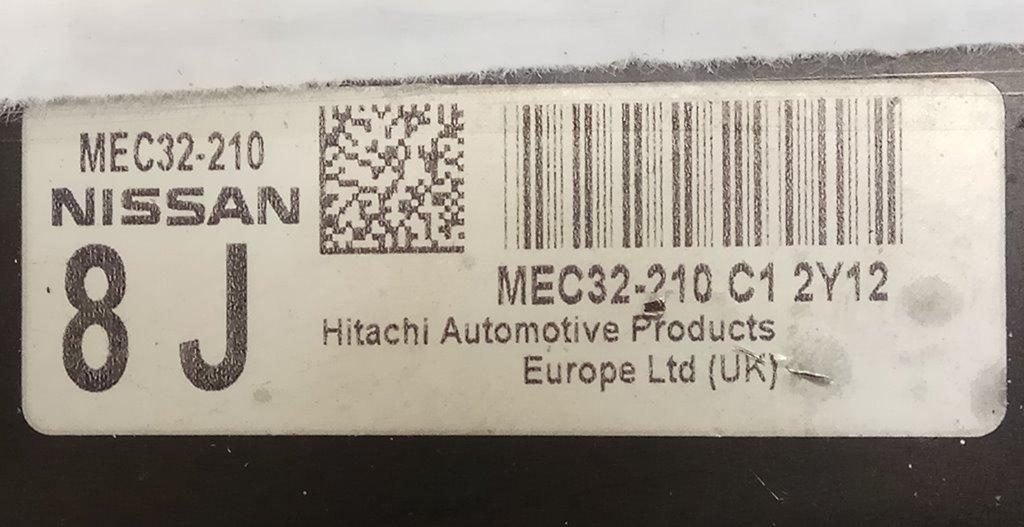 MEC32-210
NISSAN
8 J
MEC32-210 C1 2Y12
Hitachi Automotive Products
Europe Ltd (UK)